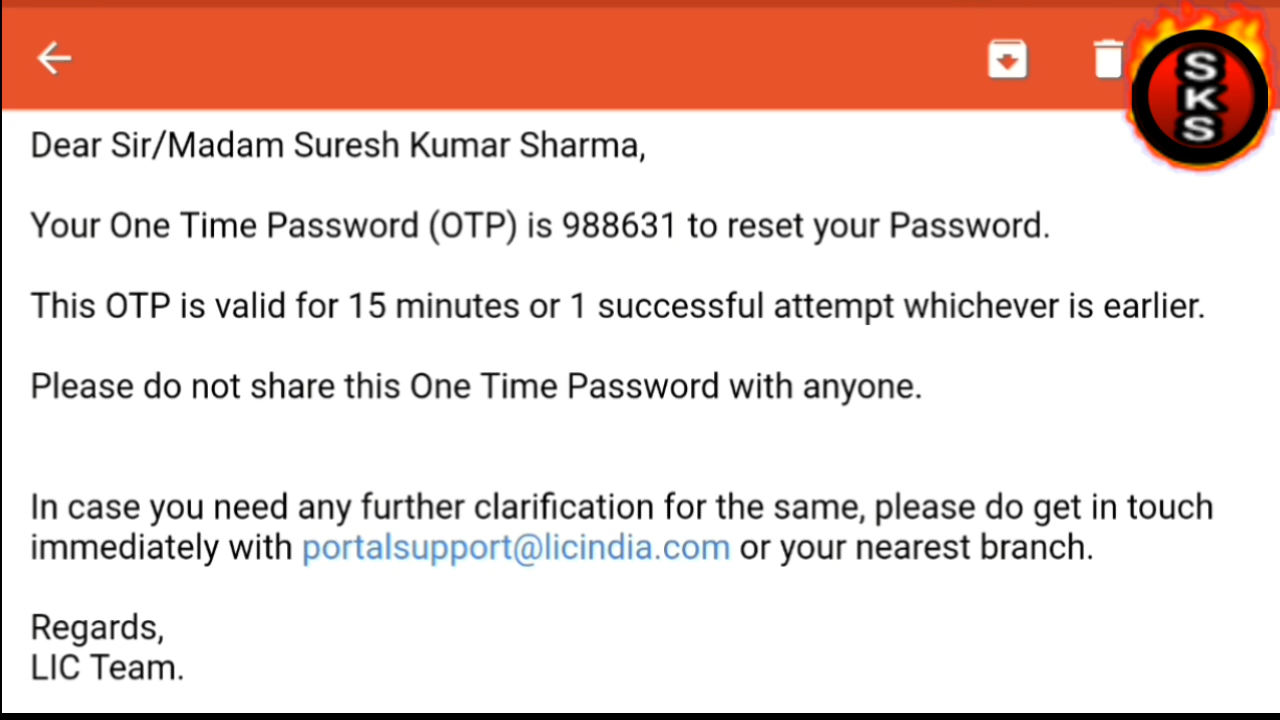 SKS
Dear Sir/Madam Suresh Kumar Sharma,
Your One Time Password (OTP) is 988631 to reset your Password.
This OTP is valid for 15 minutes or 1 successful attempt whichever is earlier.
Please do not share this One Time Password with anyone.
In case you need any further clarification for the same, please do get in touch
immediately with portalsupport@licindia.com or your nearest branch.
Regards,
LIC Team.